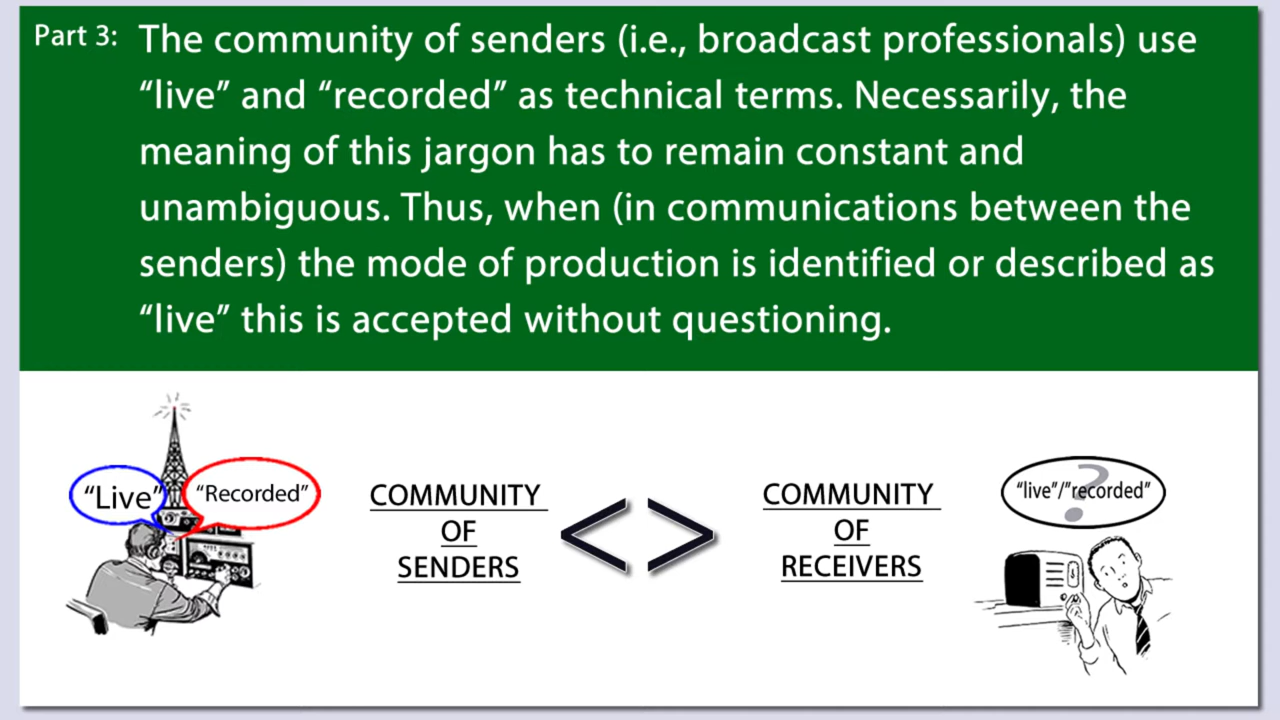 Part 3: The community of senders (i.e., broadcast professionals) use
“live” and “recorded” as technical terms. Necessarily, the
meaning of this jargon has to remain constant and
unambiguous. Thus, when (in communications between the
senders) the mode of production is identified or described as
“live” this is accepted without questioning.
“Live”
“Recorded”
COMMUNITY
OF
SENDERS
< >
COMMUNITY
OF
RECEIVERS
?
“live”/”recorded”